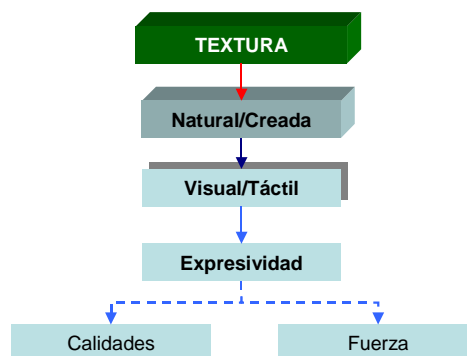 TEXTURA
Natural/Creada
Visual/Táctil
Expresividad
Calidades
Fuerza